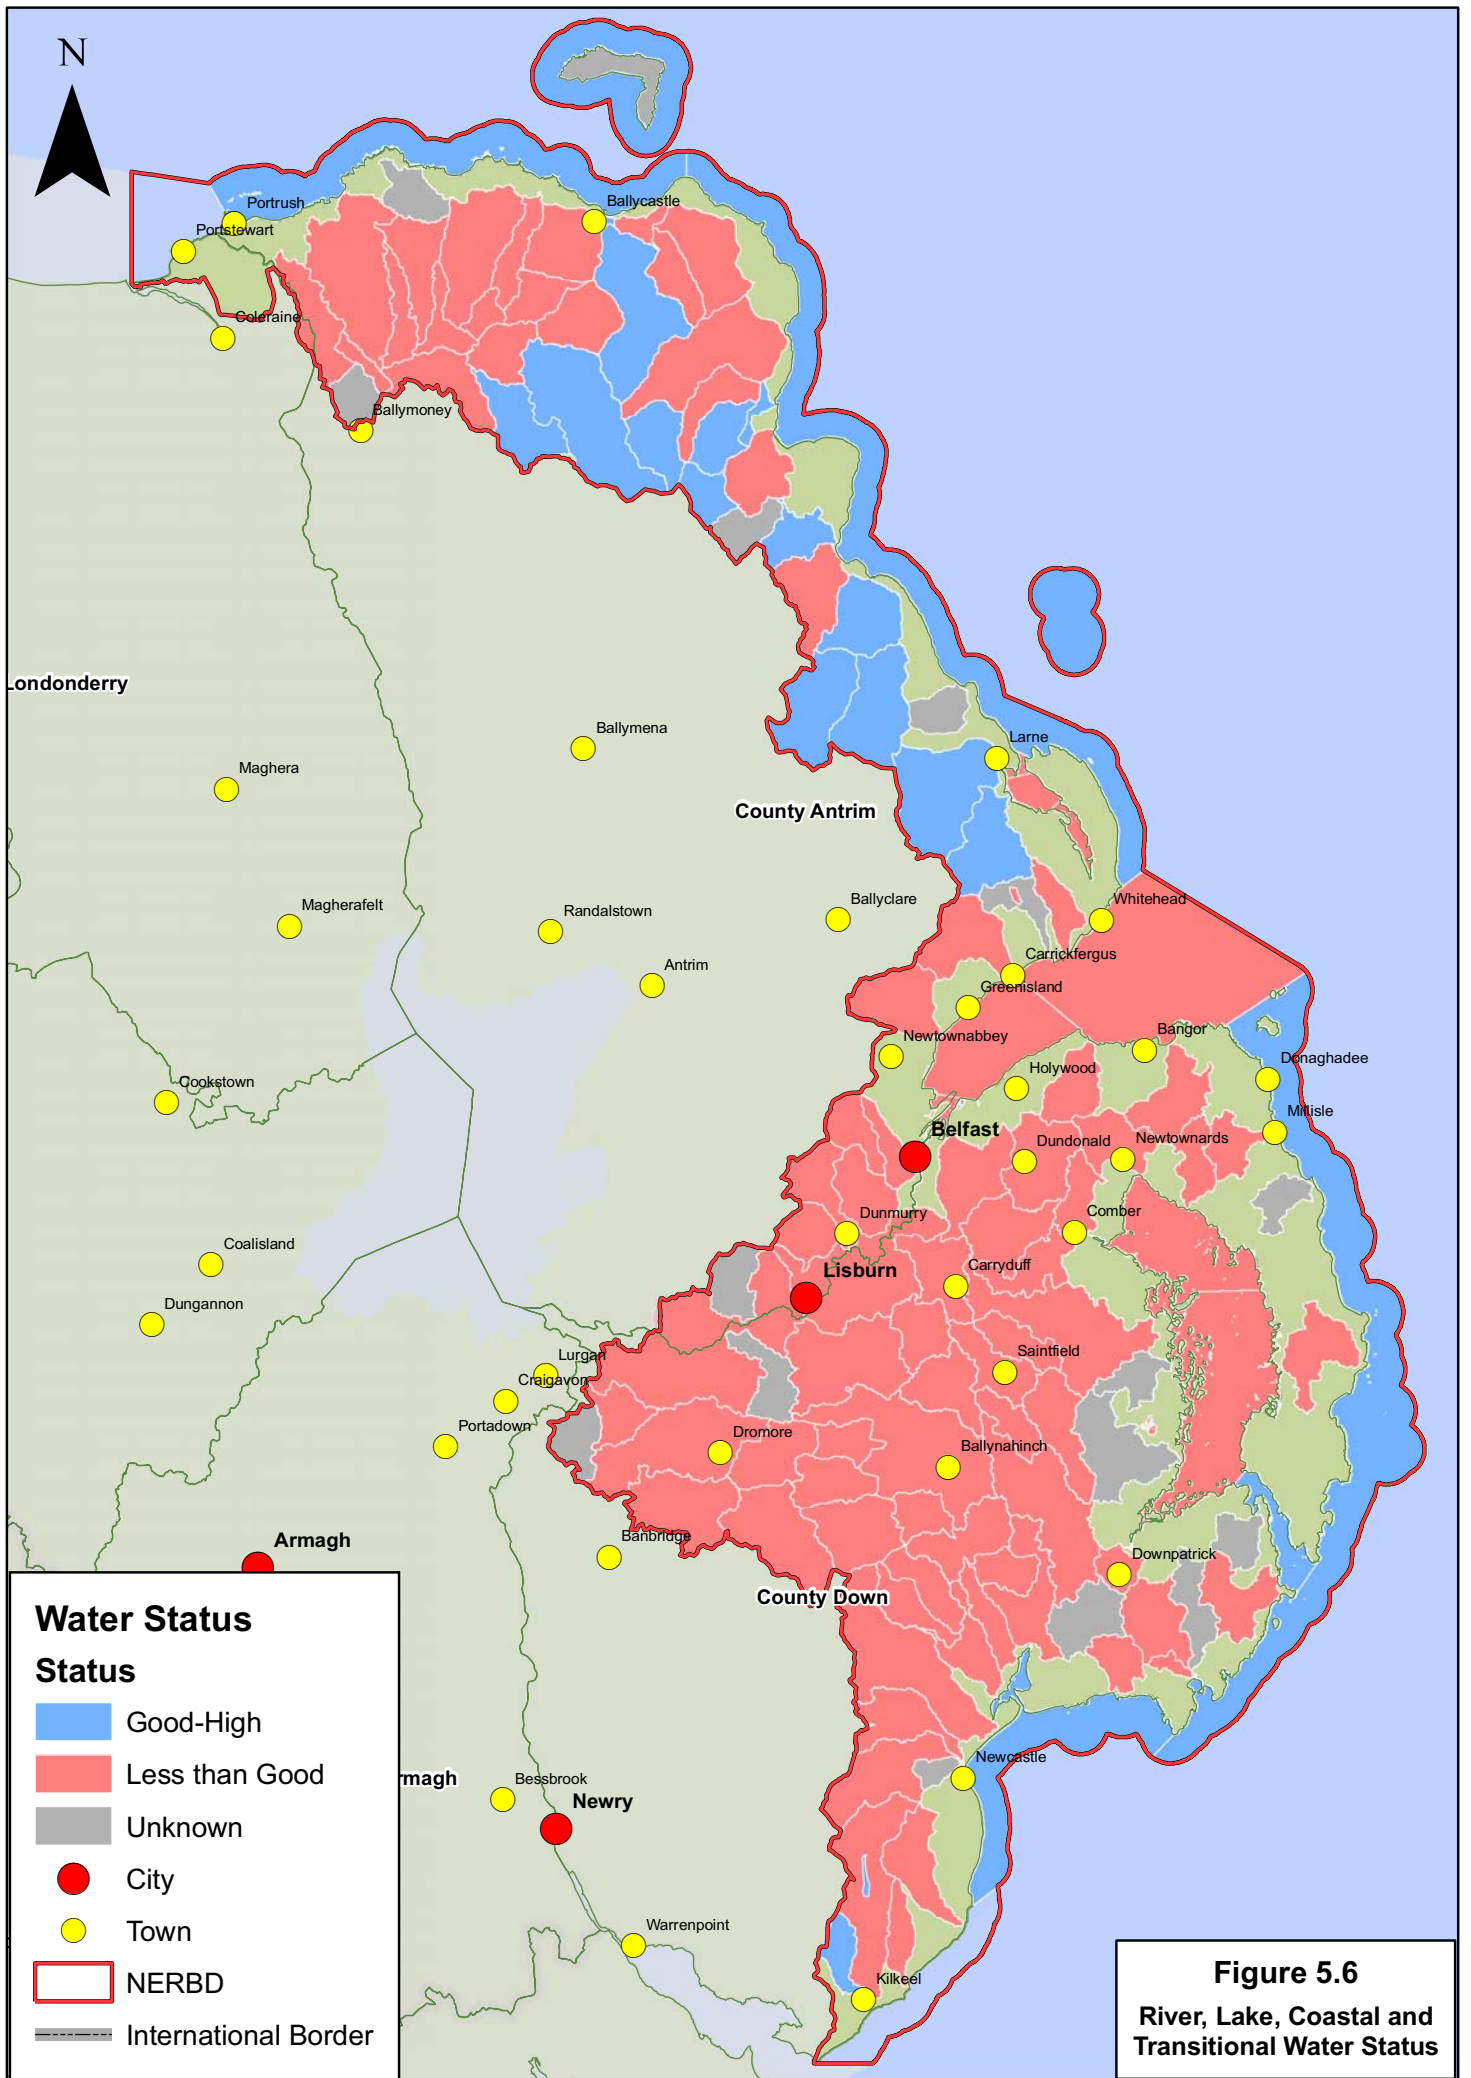 N
Portrush
Portstewart
Ballycastle
Coleraine
Ballymoney
Londonderry
Ballymena
Larne
Maghera
County Antrim
Magherafelt
Randalstown
Ballyclare
Whitehead
Antrim
Carrickfergus
Greenisland
Newtownabbey
Bangor
Donaghadee
Holywood
Cookstown
Millisle
Belfast
Dundonald
Newtownards
Dunmurry
Comber
Coalisland
Lisburn
Carryduff
Dungannon
Lurgan
Saintfield
Craigavon
Portadown
Dromore
Ballynahinch
Armagh
Banbridge
Downpatrick
County Down
Newcastle
rmagh
Bessbrook
Newry
Warrenpoint
Kilkeel
Water Status
Status
Good-High
Less than Good
Unknown
City
Town
NERBD
International Border
Figure 5.6
River, Lake, Coastal and
Transitional Water Status